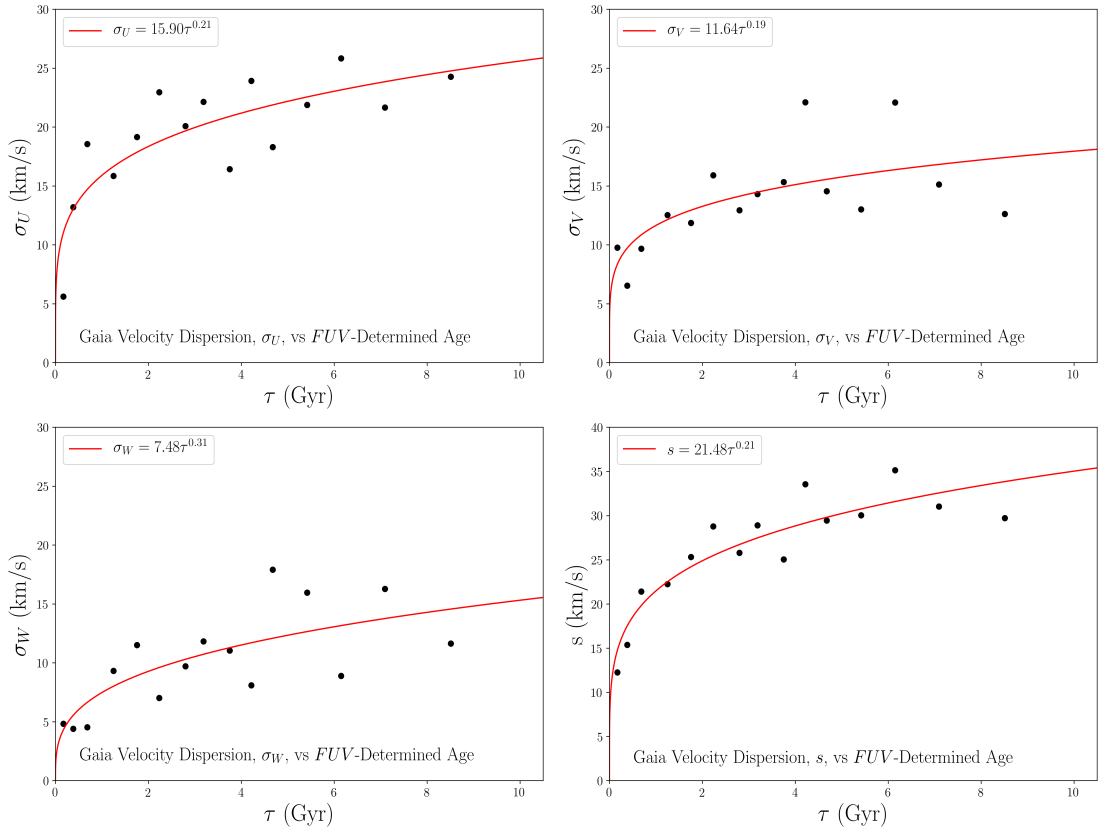 σ_U = 15.90τ^0.21
30
25
20
15
10
5
0
σ_U (km/s)
Gaia Velocity Dispersion, σ_U, vs FUV-Determined Age
0 2 4 6 8 10
τ (Gyr)
σ_V = 11.64τ^0.19
30
25
20
15
10
5
0
σ_V (km/s)
Gaia Velocity Dispersion, σ_V, vs FUV-Determined Age
0 2 4 6 8 10
τ (Gyr)
σ_W = 7.48τ^0.31
30
25
20
15
10
5
0
σ_W (km/s)
Gaia Velocity Dispersion, σ_W, vs FUV-Determined Age
0 2 4 6 8 10
τ (Gyr)
s = 21.48τ^0.21
40
35
30
25
20
15
10
5
0
s (km/s)
Gaia Velocity Dispersion, s, vs FUV-Determined Age
0 2 4 6 8 10
τ (Gyr)